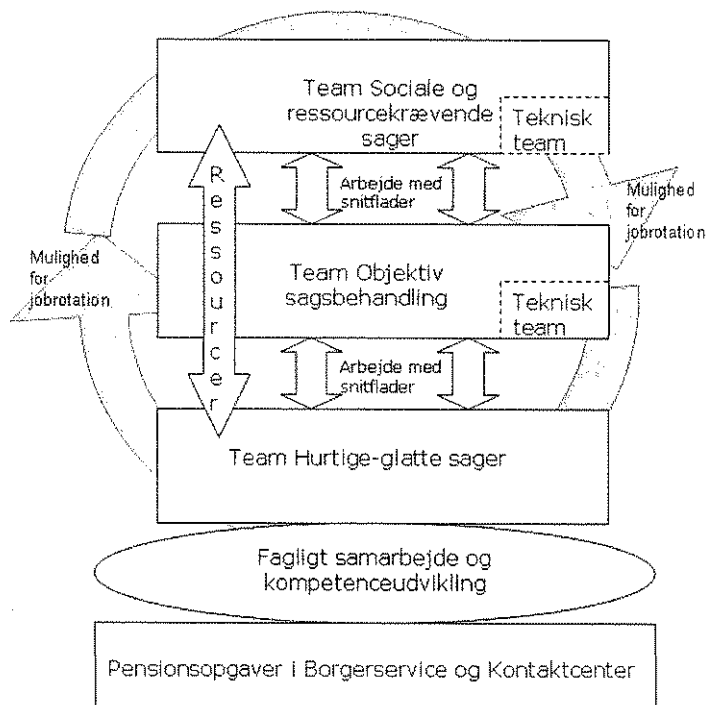 Team Sociale og
ressourcekrævende
sager
Teknisk
team
Ressourcer
Arbejde med
snitflader
Mulighed
for
jobrotation
Mulighed
for
jobrotation
Team Objektiv
sagsbehandling
Teknisk
team
Arbejde med
snitflader
Team Hurtige-glatte sager
Fagligt samarbejde og
kompetenceudvikling
Pensionsopgaver i Borgerservice og Kontaktcenter